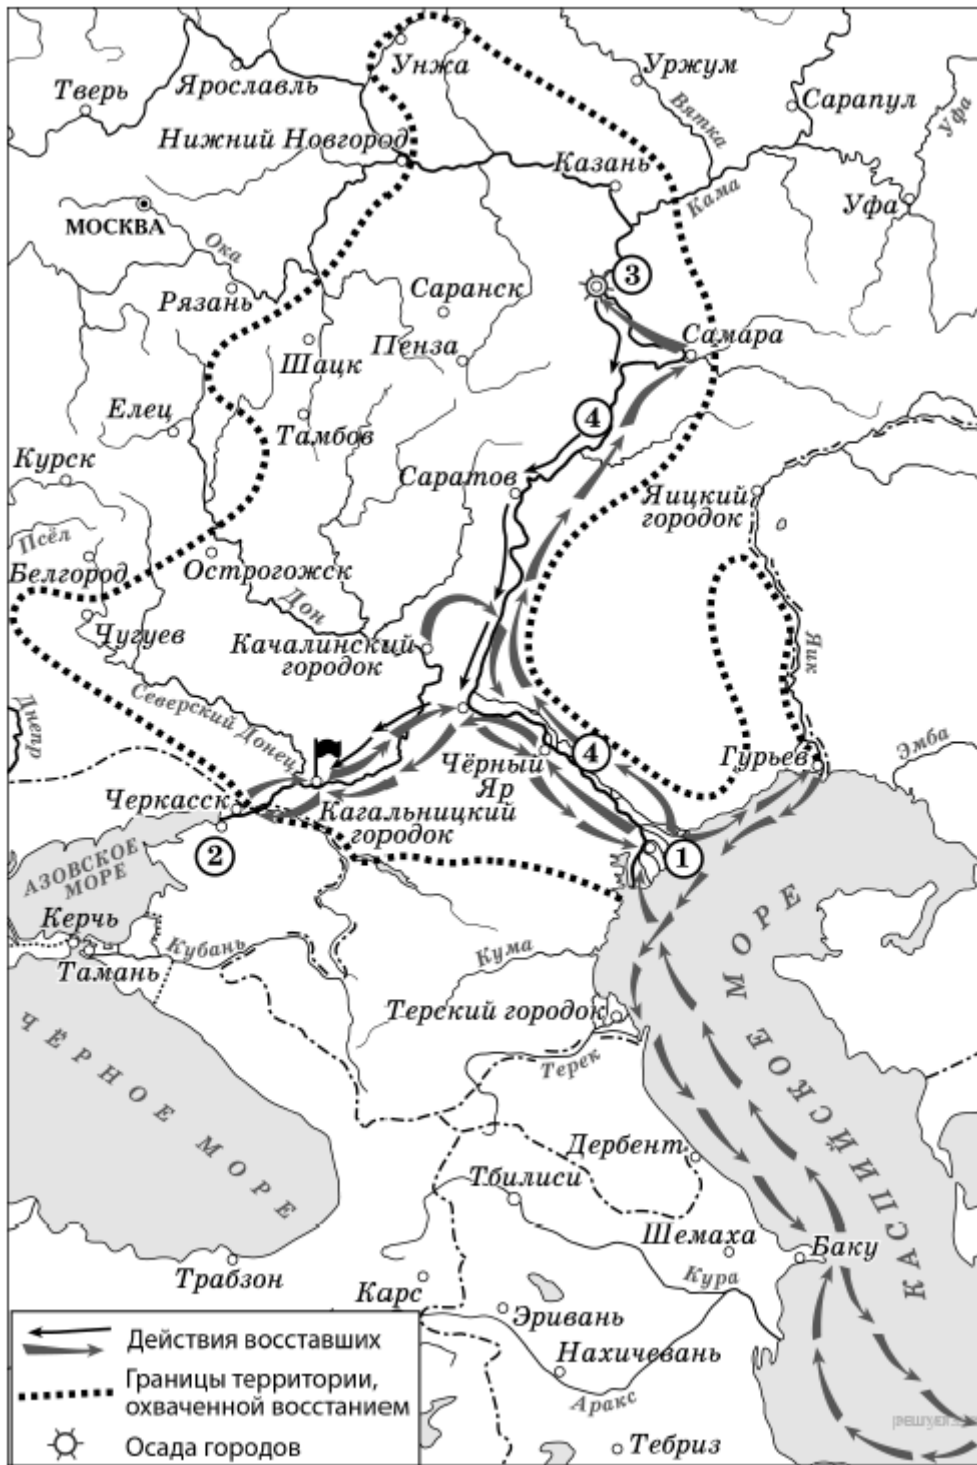 Унжа
Уржум
Ярославль
Тверь
Вятка
Сарапул
Уфа
Нижний Новгород
Казань
Кама
Уфа
МОСКВА
Ока
3
Рязань
Саранск
Самара
Шацк
Пенза
Елец
Тамбов
4
Курск
Саратов
Яицкий
городок
Псёл
Белгород
Острогожск
Дон
Чугуев
Качалинский
городок
Яик
Северский Донец
Днепр
4
Эмба
Чёрный
Яр
Гурьев
Черкасск
Кагальницкий
городок
2
1
АЗОВСКОЕ
МОРЕ
Керчь
Кубань
Тамань
Кума
Терский городок
Терек
ЧЁРНОЕ МОРЕ
КАСПИЙСКОЕ МОРЕ
Дербент
Тбилиси
Шемаха
Баку
Трабзон
Карс
Кура
Эривань
Нахичевань
Аракс
Тебриз
Действия восставших
Границы территории,
охваченной восстанием
Осада городов